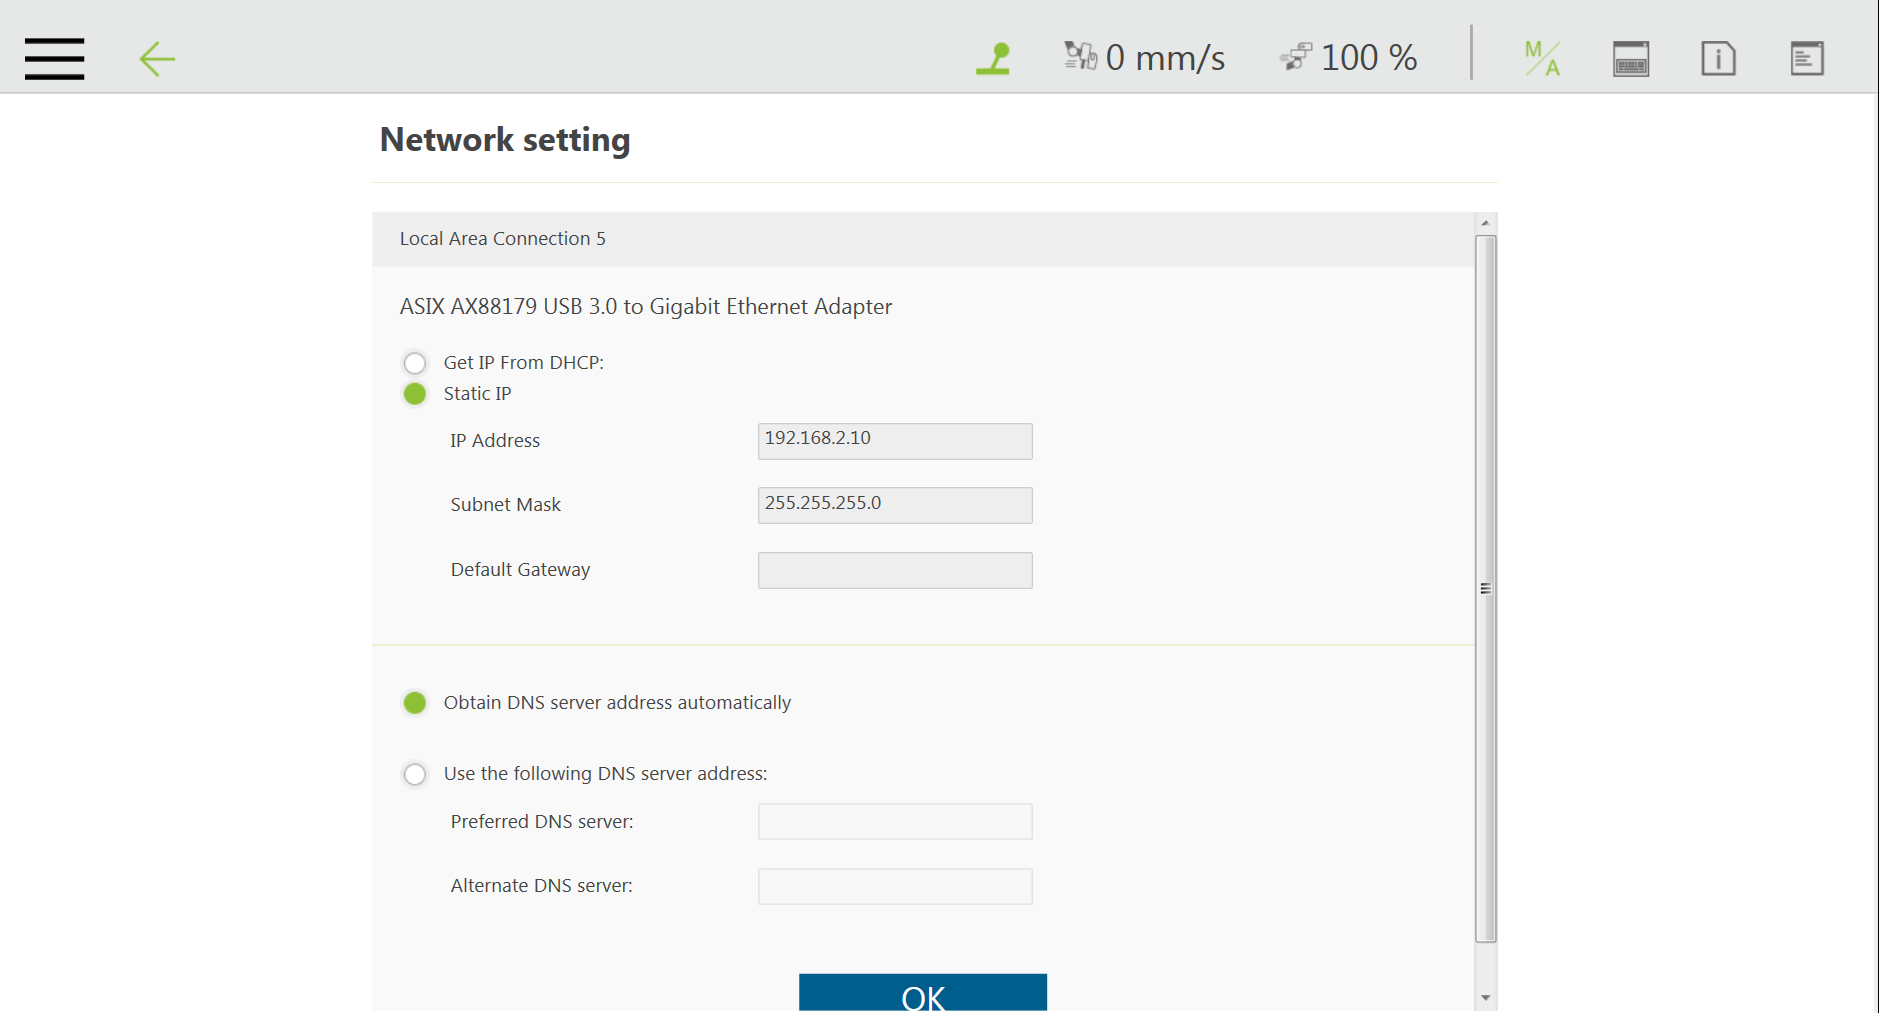 0 mm/s 100 % M/A
Network setting
Local Area Connection 5
ASIX AX88179 USB 3.0 to Gigabit Ethernet Adapter
Get IP From DHCP:
Static IP
IP Address 192.168.2.10
Subnet Mask 255.255.255.0
Default Gateway
Obtain DNS server address automatically
Use the following DNS server address:
Preferred DNS server:
Alternate DNS server:
OK